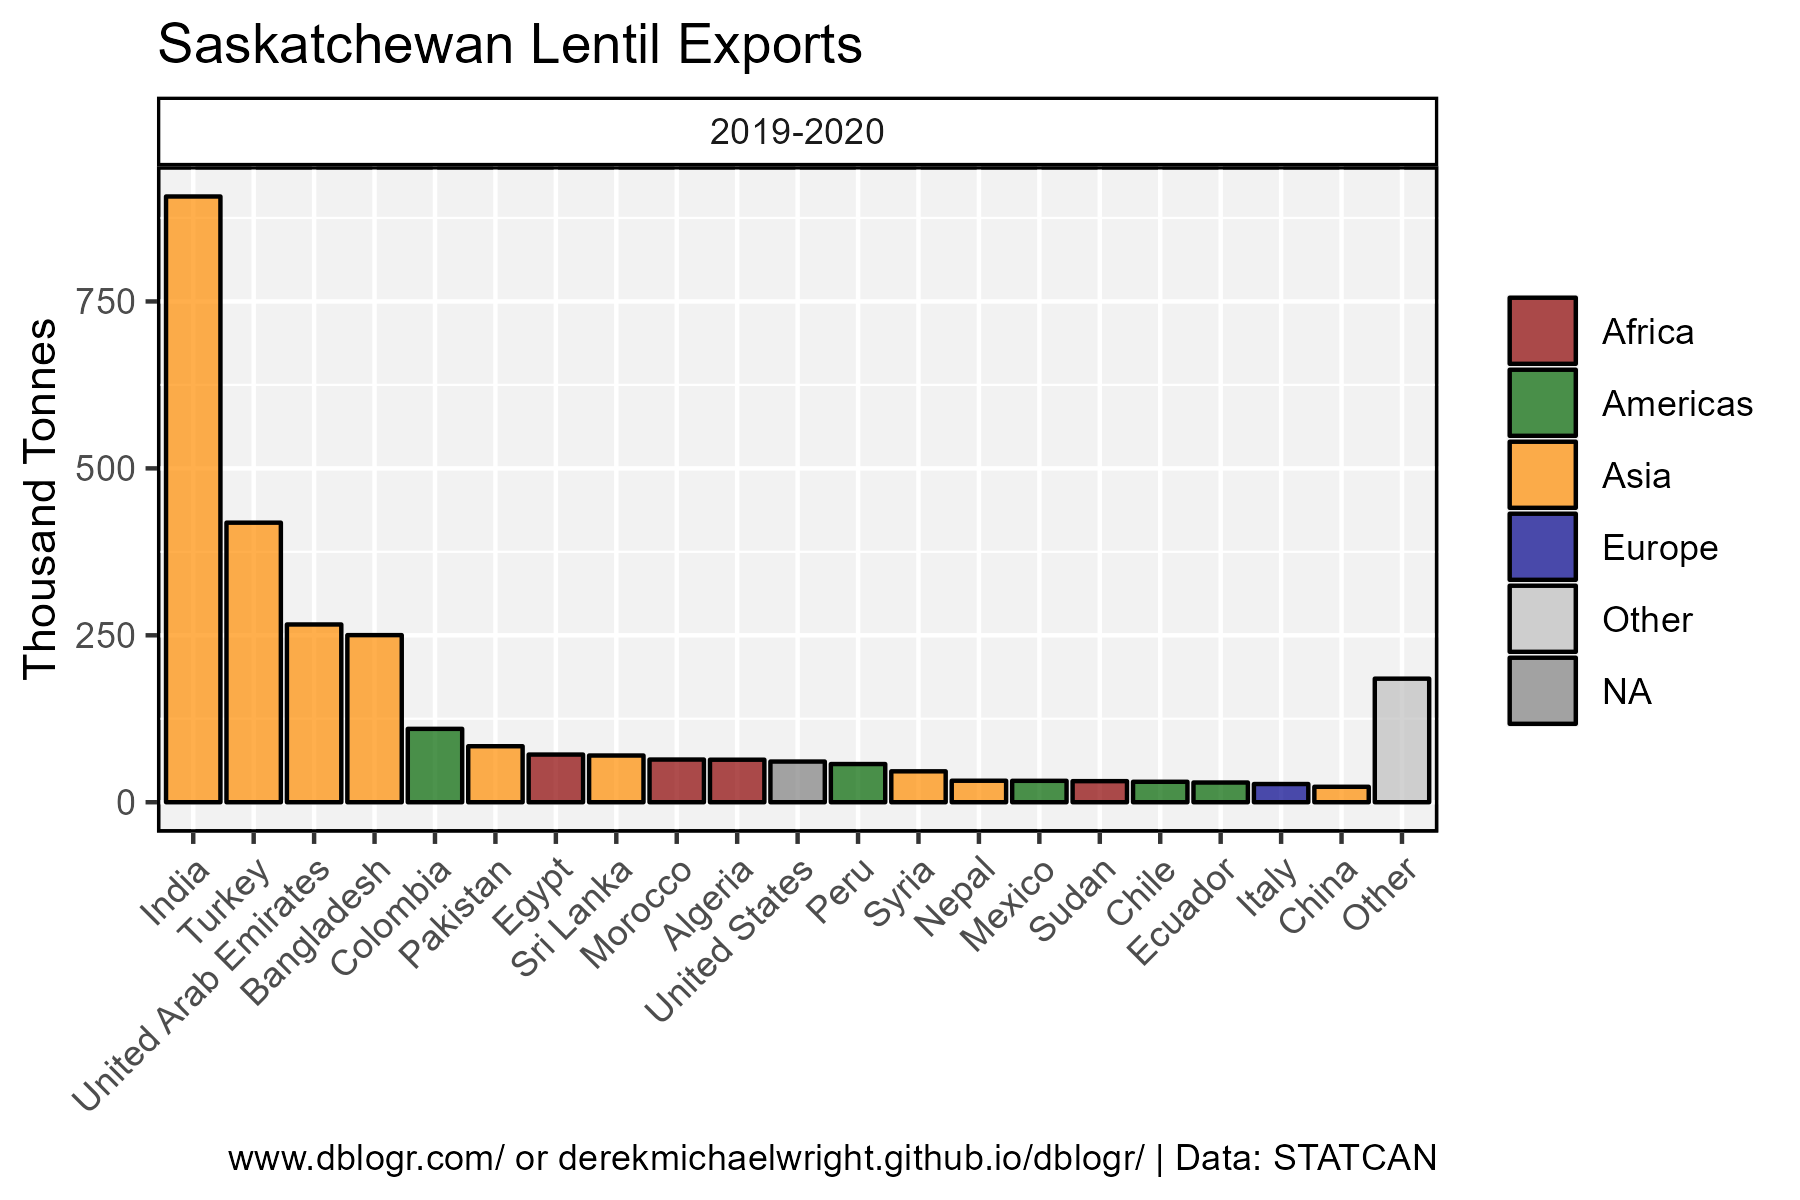 Saskatchewan Lentil Exports
2019-2020
Thousand Tonnes
750
500
250
0
India
Turkey
United Arab Emirates
Bangladesh
Colombia
Pakistan
Egypt
Sri Lanka
Morocco
Algeria
United States
Peru
Syria
Nepal
Mexico
Sudan
Chile
Ecuador
Italy
China
Other
Africa
Americas
Asia
Europe
Other
NA
www.dblogr.com/ or derekmichaelwright.github.io/dblogr/ | Data: STATCAN